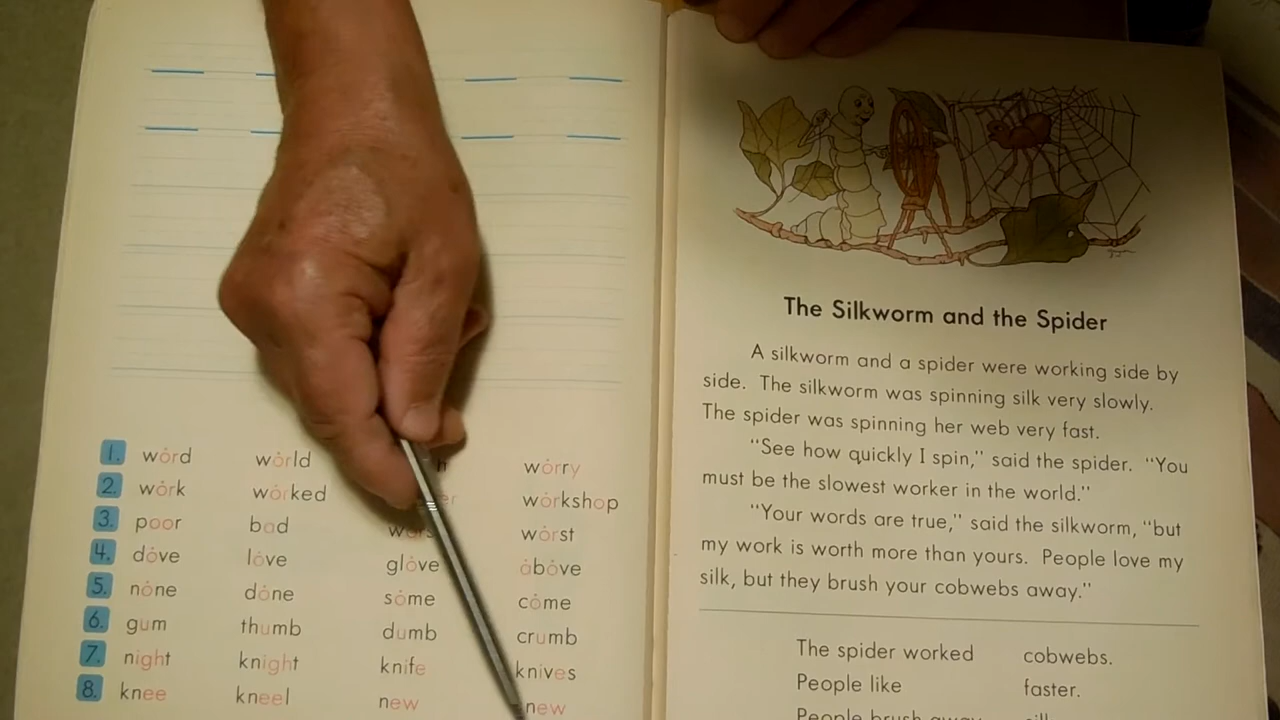 1. word world worry
2. work worked workshop
3. poor bad worst
4. dove love glove above
5. none done some come
6. gum thumb dumb crumb
7. night knight knife knives
8. knee kneel new
The Silkworm and the Spider
A silkworm and a spider were working side by
side. The silkworm was spinning silk very slowly.
The spider was spinning her web very fast.
"See how quickly I spin," said the spider. "You
must be the slowest worker in the world."
"Your words are true," said the silkworm, "but
my work is worth more than yours. People love my
silk, but they brush your cobwebs away."
The spider worked cobwebs.
People like faster.
People brush away